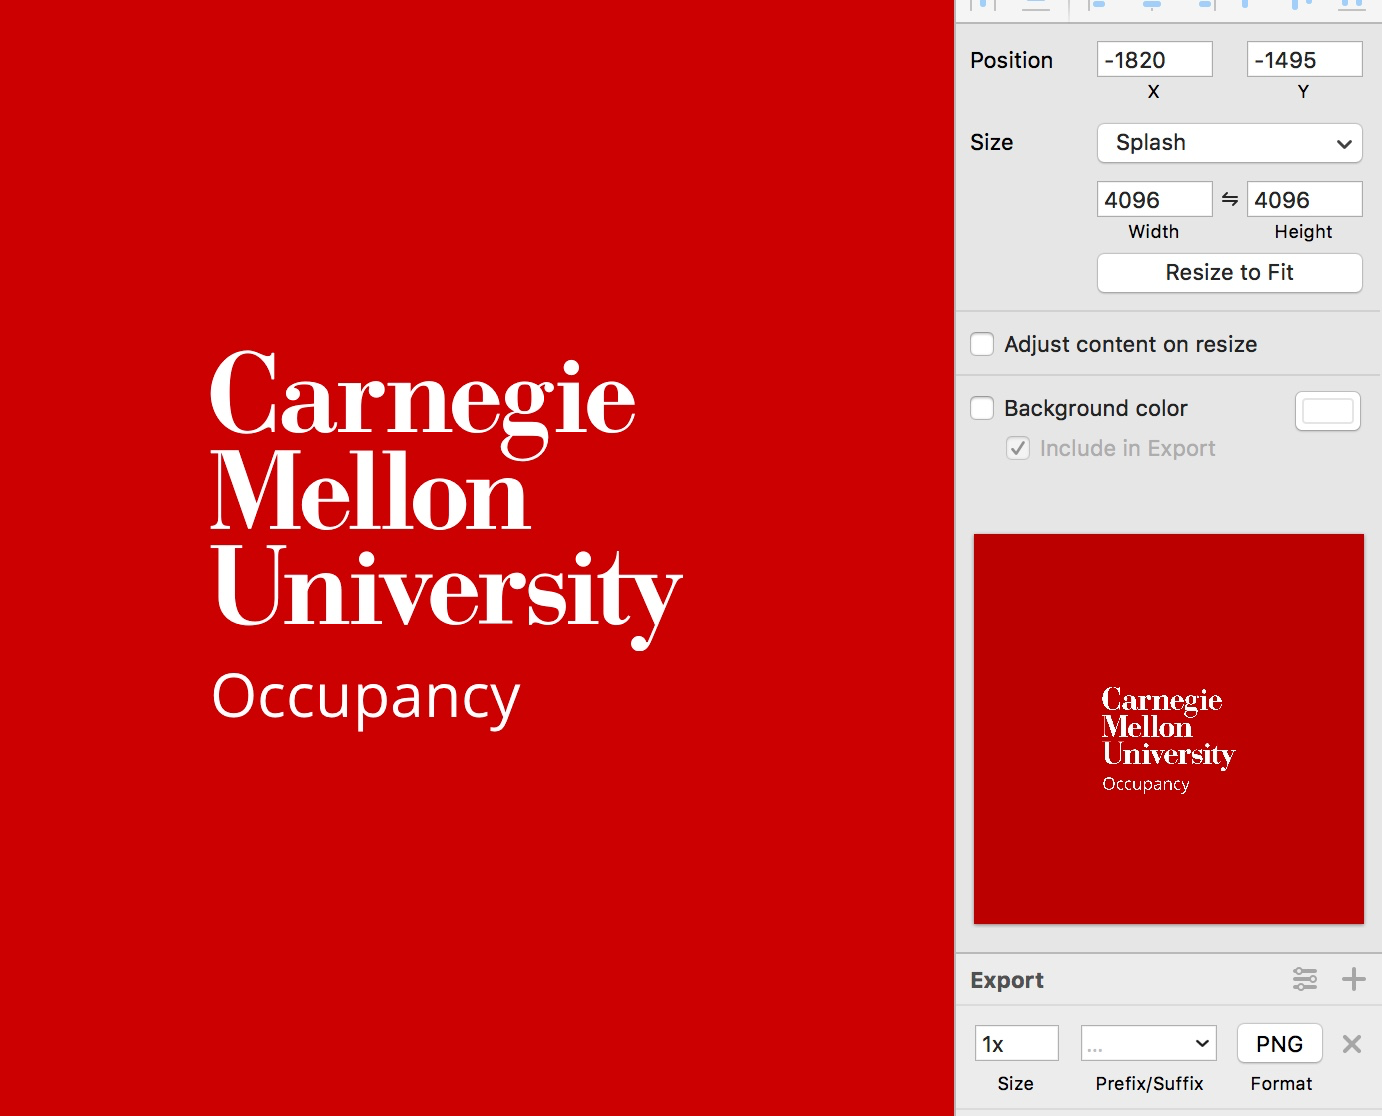 Carnegie
Mellon
University
Occupancy
Position
-1820
-1495
X
Y
Size
Splash
4096
4096
Width
Height
Resize to Fit
Adjust content on resize
Background color
Include in Export
Carnegie
Mellon
University
Occupancy
Export
1x
...
PNG
Size
Prefix/Suffix
Format